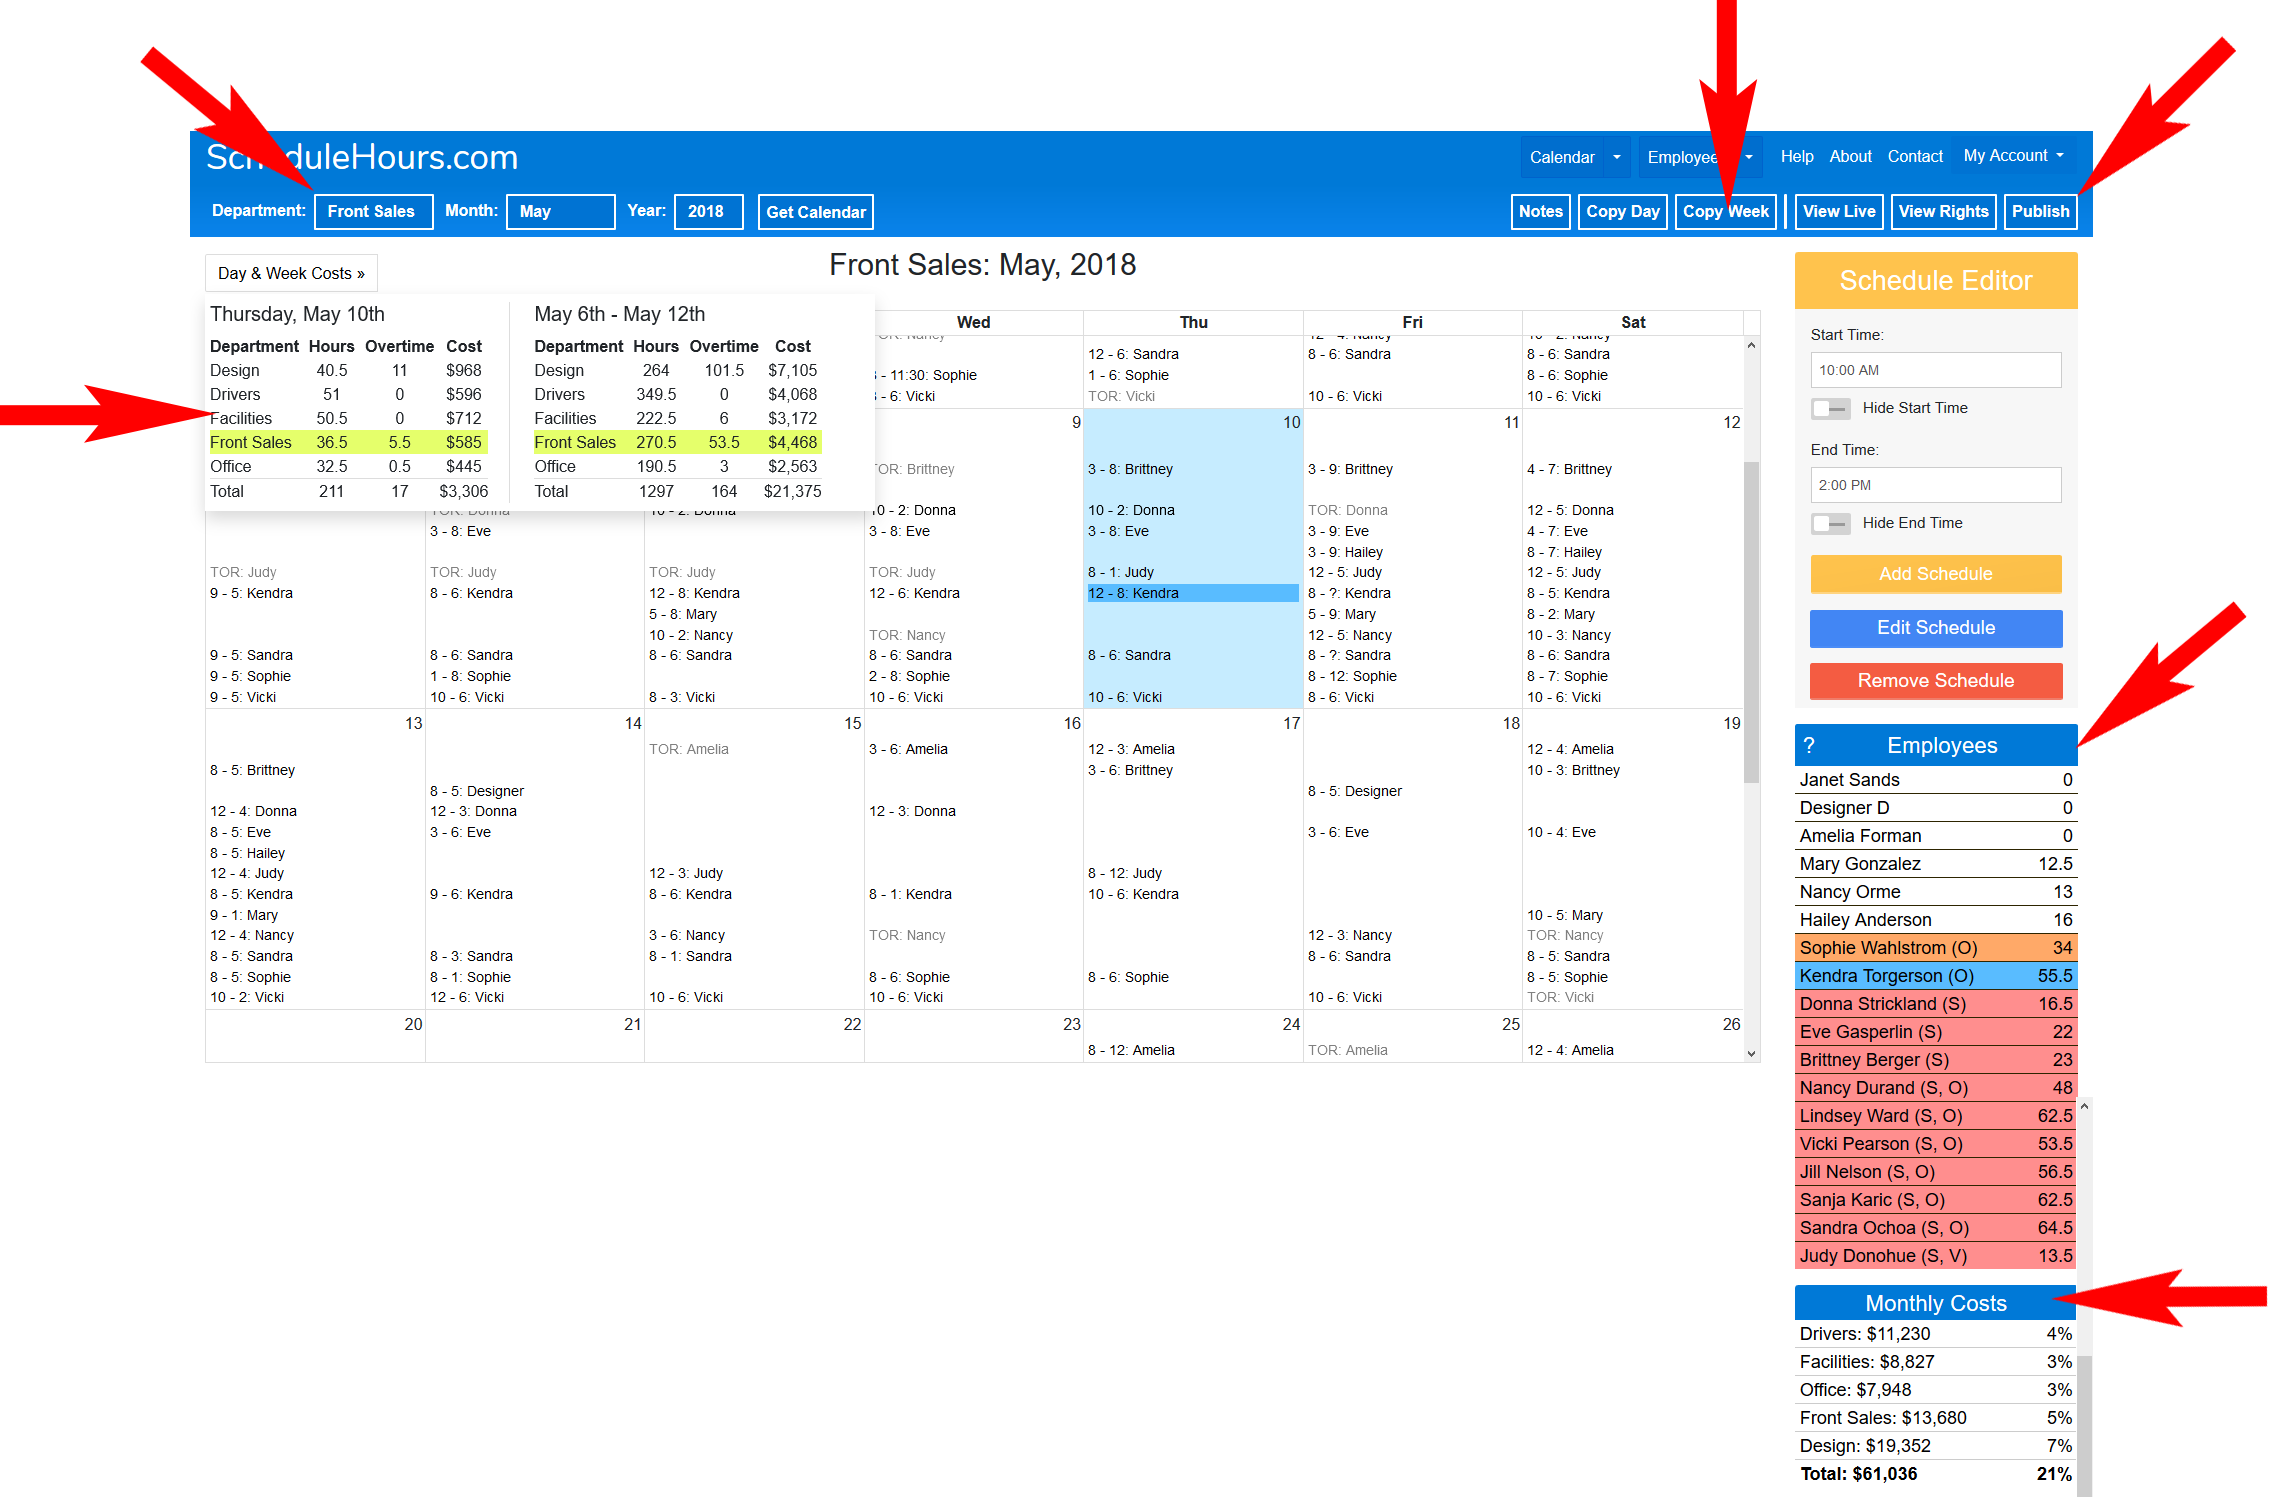 ScheduleHours.com
Calendar Employee Help About Contact My Account
Department: Front Sales Month: May Year: 2018 Get Calendar Notes Copy Day Copy Week View Live View Rights Publish
Day & Week Costs »
Front Sales: May, 2018
Thursday, May 10th
Department Hours Overtime Cost
Design 40.5 11 $968
Drivers 51 0 $596
Facilities 50.5 0 $712
Front Sales 36.5 5.5 $585
Office 32.5 0.5 $445
Total 211 17 $3,306
May 6th - May 12th
Department Hours Overtime Cost
Design 264 101.5 $7,105
Drivers 349.5 0 $4,068
Facilities 222.5 6 $3,172
Front Sales 270.5 53.5 $4,468
Office 190.5 3 $2,563
Total 1297 164 $21,375
Wed Thu Fri Sat
TOR: Nancy 12 - 4: Nancy 10 - 2: Nancy
12 - 6: Sandra 8 - 6: Sandra 8 - 6: Sandra
- 11:30: Sophie 1 - 6: Sophie 8 - 6: Sophie
- 6: Vicki TOR: Vicki 10 - 6: Vicki 10 - 6: Vicki
9 10 11 12
TOR: Brittney 3 - 8: Brittney 3 - 9: Brittney 4 - 7: Brittney
TOR: Donna 10 - 2: Donna 10 - 2: Donna 10 - 2: Donna TOR: Donna 12 - 5: Donna
3 - 8: Eve 3 - 8: Eve 3 - 8: Eve 3 - 9: Eve 4 - 7: Eve
3 - 9: Hailey 8 - 7: Hailey
TOR: Judy TOR: Judy TOR: Judy TOR: Judy 8 - 1: Judy 12 - 5: Judy 12 - 5: Judy
9 - 5: Kendra 8 - 6: Kendra 12 - 8: Kendra 12 - 6: Kendra 12 - 8: Kendra 8 - ?: Kendra 8 - 5: Kendra
5 - 8: Mary 5 - 9: Mary 8 - 2: Mary
10 - 2: Nancy TOR: Nancy 12 - 5: Nancy 10 - 3: Nancy
9 - 5: Sandra 8 - 6: Sandra 8 - 6: Sandra 8 - 6: Sandra 8 - 6: Sandra 8 - ?: Sandra 8 - 6: Sandra
9 - 5: Sophie 1 - 8: Sophie 2 - 8: Sophie 8 - 12: Sophie 8 - 7: Sophie
9 - 5: Vicki 10 - 6: Vicki 8 - 3: Vicki 10 - 6: Vicki 10 - 6: Vicki 8 - 6: Vicki 10 - 6: Vicki
13 14 15 16 17 18 19
TOR: Amelia 3 - 6: Amelia 12 - 3: Amelia 12 - 4: Amelia
8 - 5: Brittney 3 - 6: Brittney 10 - 3: Brittney
8 - 5: Designer 8 - 5: Designer
12 - 4: Donna 12 - 3: Donna 12 - 3: Donna
8 - 5: Eve 3 - 6: Eve 3 - 6: Eve 10 - 4: Eve
8 - 5: Hailey
12 - 4: Judy 12 - 3: Judy 8 - 12: Judy
8 - 5: Kendra 9 - 6: Kendra 8 - 6: Kendra 8 - 1: Kendra 10 - 6: Kendra
9 - 1: Mary 10 - 5: Mary
12 - 4: Nancy 3 - 6: Nancy TOR: Nancy 12 - 3: Nancy TOR: Nancy
8 - 5: Sandra 8 - 3: Sandra 8 - 1: Sandra 8 - 6: Sandra 8 - 5: Sandra
8 - 5: Sophie 8 - 1: Sophie 8 - 6: Sophie 8 - 6: Sophie 8 - 5: Sophie
10 - 2: Vicki 12 - 6: Vicki 10 - 6: Vicki 10 - 6: Vicki 10 - 6: Vicki TOR: Vicki
20 21 22 23 24 25 26
8 - 12: Amelia TOR: Amelia 12 - 4: Amelia
Schedule Editor
Start Time:
10:00 AM
Hide Start Time
End Time:
2:00 PM
Hide End Time
Add Schedule
Edit Schedule
Remove Schedule
? Employees
Janet Sands 0
Designer D 0
Amelia Forman 0
Mary Gonzalez 12.5
Nancy Orme 13
Hailey Anderson 16
Sophie Wahlstrom (O) 34
Kendra Torgerson (O) 55.5
Donna Strickland (S) 16.5
Eve Gasperlin (S) 22
Brittney Berger (S) 23
Nancy Durand (S, O) 48
Lindsey Ward (S, O) 62.5
Vicki Pearson (S, O) 53.5
Jill Nelson (S, O) 56.5
Sanja Karic (S, O) 62.5
Sandra Ochoa (S, O) 64.5
Judy Donohue (S, V) 13.5
Monthly Costs
Drivers: $11,230 4%
Facilities: $8,827 3%
Office: $7,948 3%
Front Sales: $13,680 5%
Design: $19,352 7%
Total: $61,036 21%